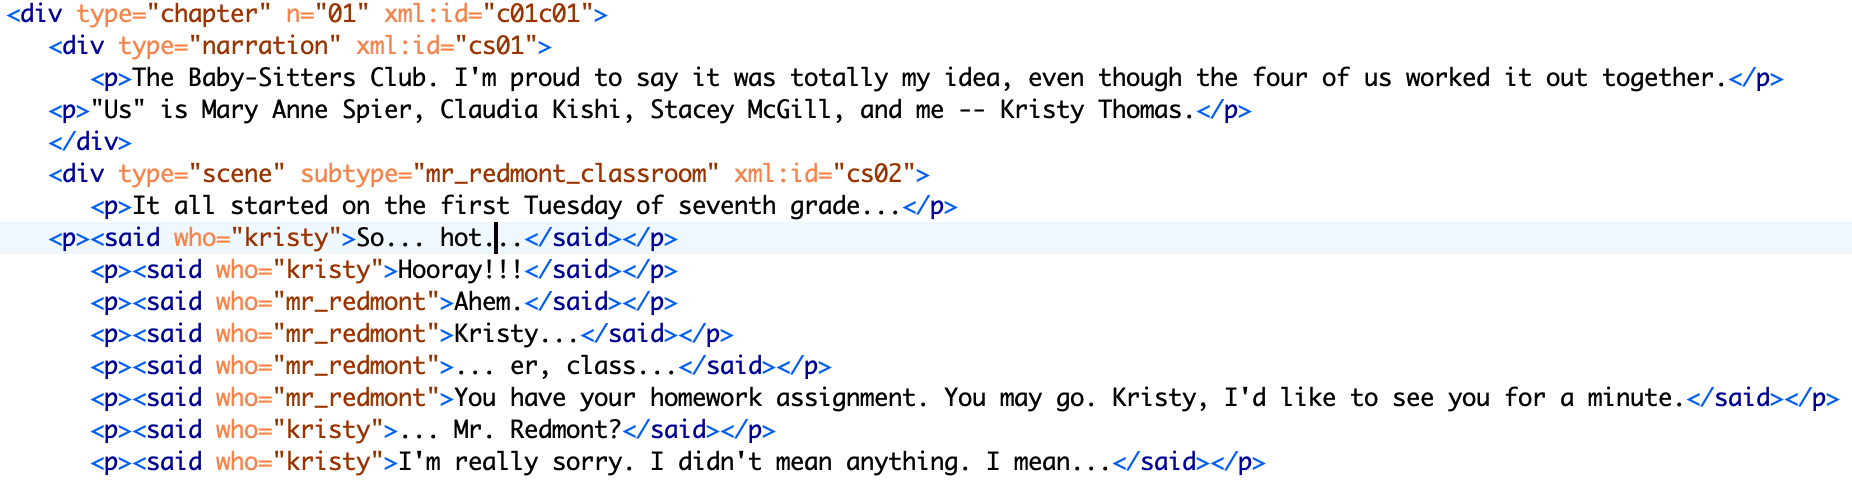 <div type="chapter" n="01" xml:id="c01c01">
<div type="narration" xml:id="cs01">
<p>The Baby-Sitters Club. I'm proud to say it was totally my idea, even though the four of us worked it out together.</p>
<p>"Us" is Mary Anne Spier, Claudia Kishi, Stacey McGill, and me -- Kristy Thomas.</p>
</div>
<div type="scene" subtype="mr_redmont_classroom" xml:id="cs02">
<p>It all started on the first Tuesday of seventh grade...</p>
<p><said who="kristy">So... hot...</said></p>
<p><said who="kristy">Hooray!!!</said></p>
<p><said who="mr_redmont">Ahem.</said></p>
<p><said who="mr_redmont">Kristy...</said></p>
<p><said who="mr_redmont">... er, class...</said></p>
<p><said who="mr_redmont">You have your homework assignment. You may go. Kristy, I'd like to see you for a minute.</said></p>
<p><said who="kristy">... Mr. Redmont?</said></p>
<p><said who="kristy">I'm really sorry. I didn't mean anything. I mean...</said></p>